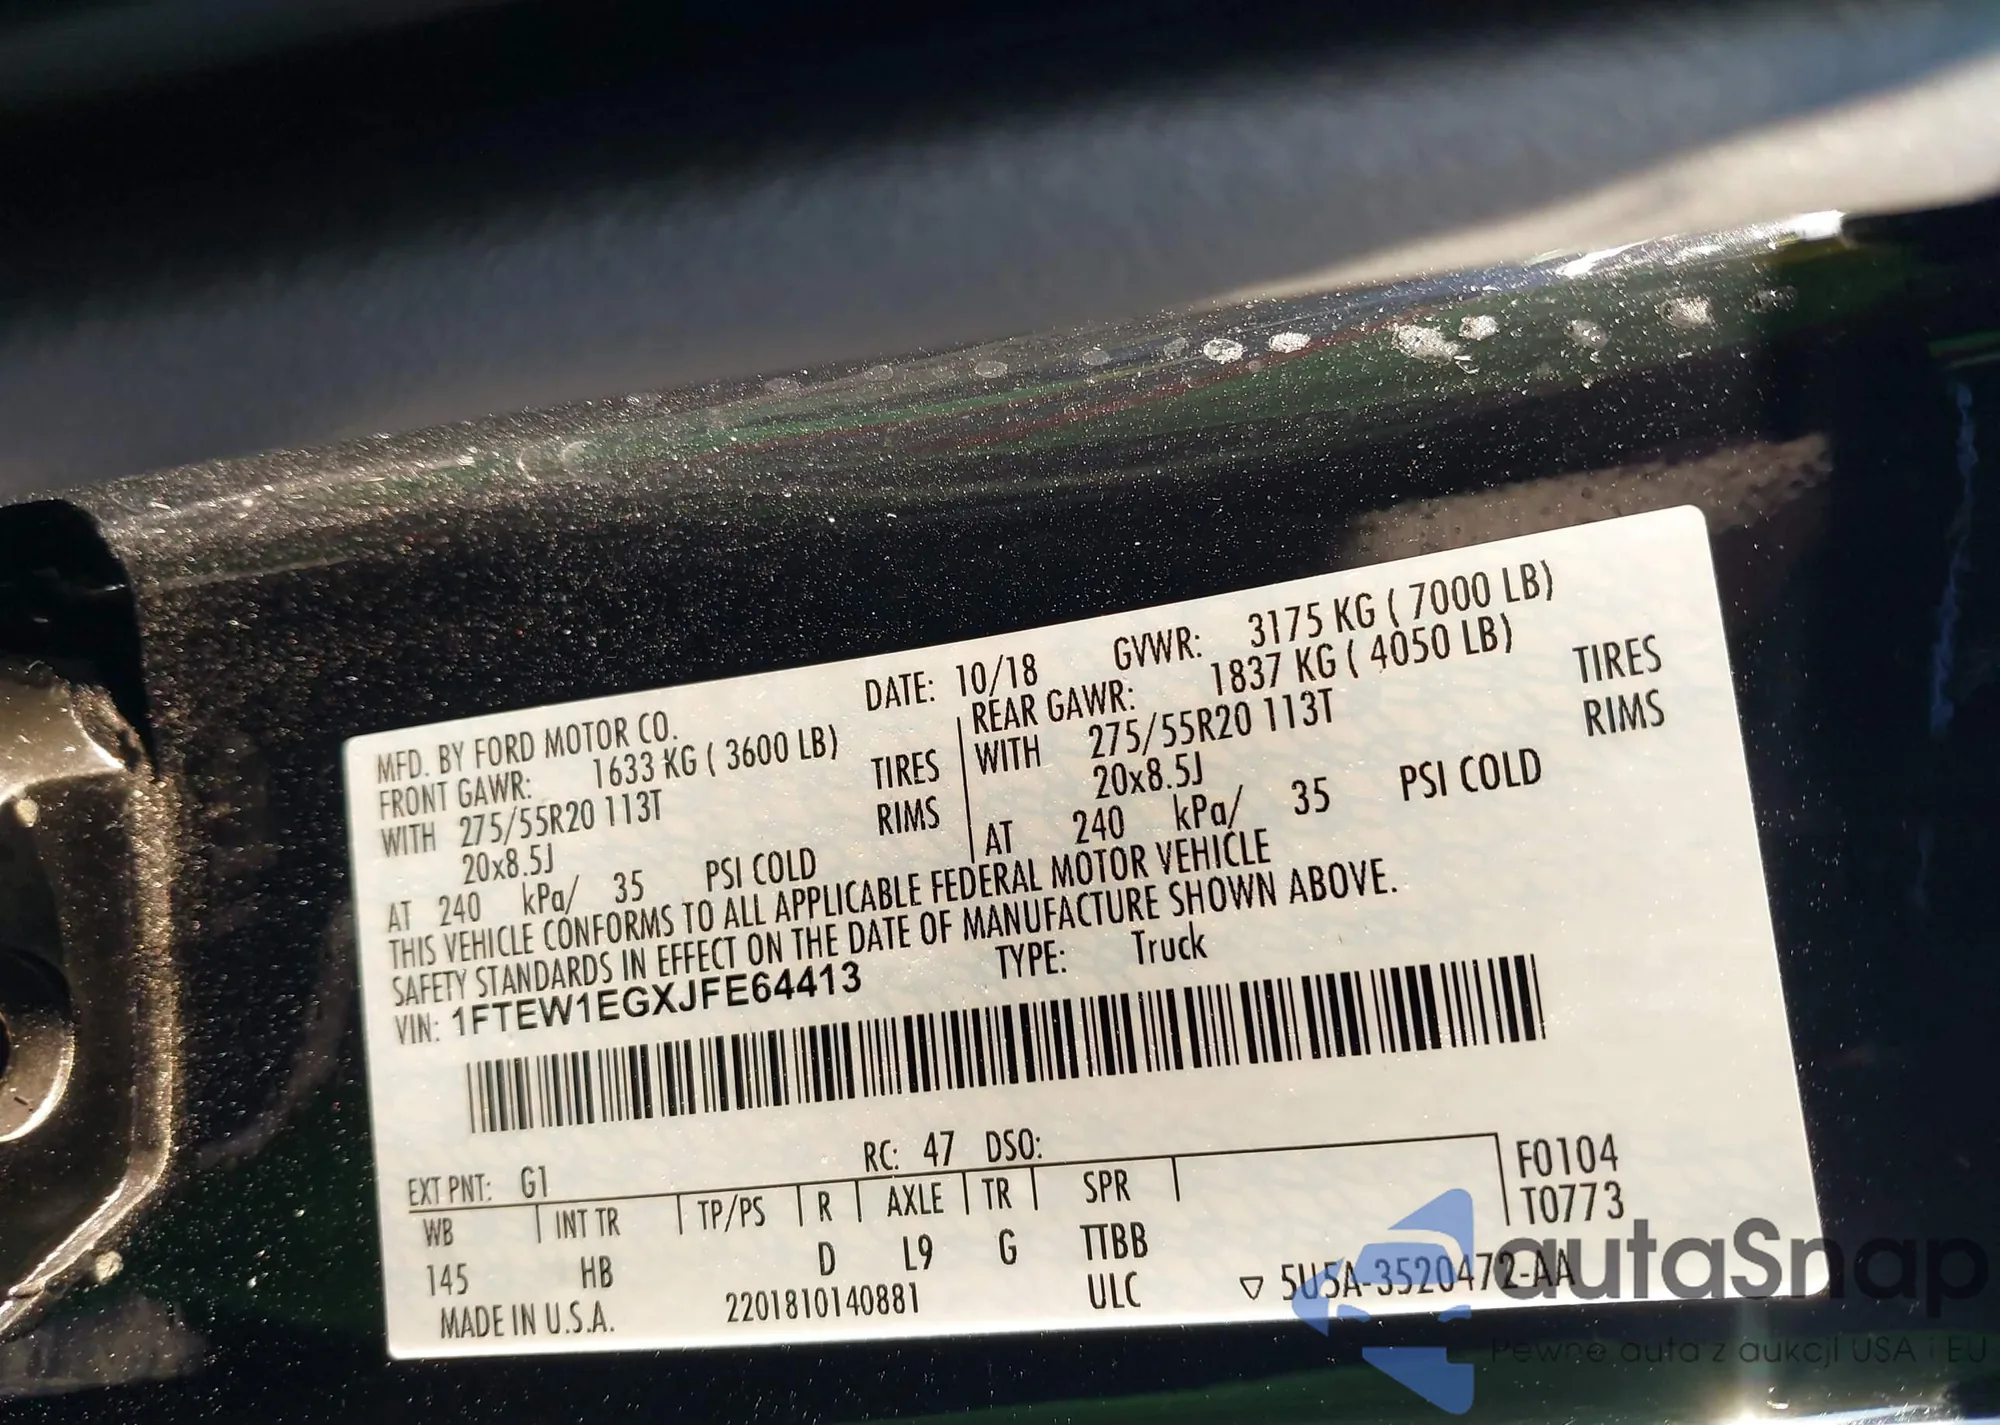 MFD. BY FORD MOTOR CO. DATE: 10/18 GVWR: 3175 KG ( 7000 LB)
FRONT GAWR: 1633 KG ( 3600 LB) REAR GAWR: 1837 KG ( 4050 LB)
WITH 275/55R20 113T TIRES WITH 275/55R20 113T TIRES
20x8.5J RIMS 20x8.5J RIMS
AT 240 kPa/ 35 PSI COLD AT 240 kPa/ 35 PSI COLD
THIS VEHICLE CONFORMS TO ALL APPLICABLE FEDERAL MOTOR VEHICLE
SAFETY STANDARDS IN EFFECT ON THE DATE OF MANUFACTURE SHOWN ABOVE.
VIN: 1FTEW1EGXJFE64413 TYPE: Truck
EXT PNT: G1 RC: 47 DSO: F0104
WB INT TR TP/PS R AXLE TR SPR T0773
145 HB D L9 G TTBB
MADE IN U.S.A. 2201810140881 ULC ▽ 5U5A-3520472-AA
autaSnap
Pewne auta z aukcji USA i EU